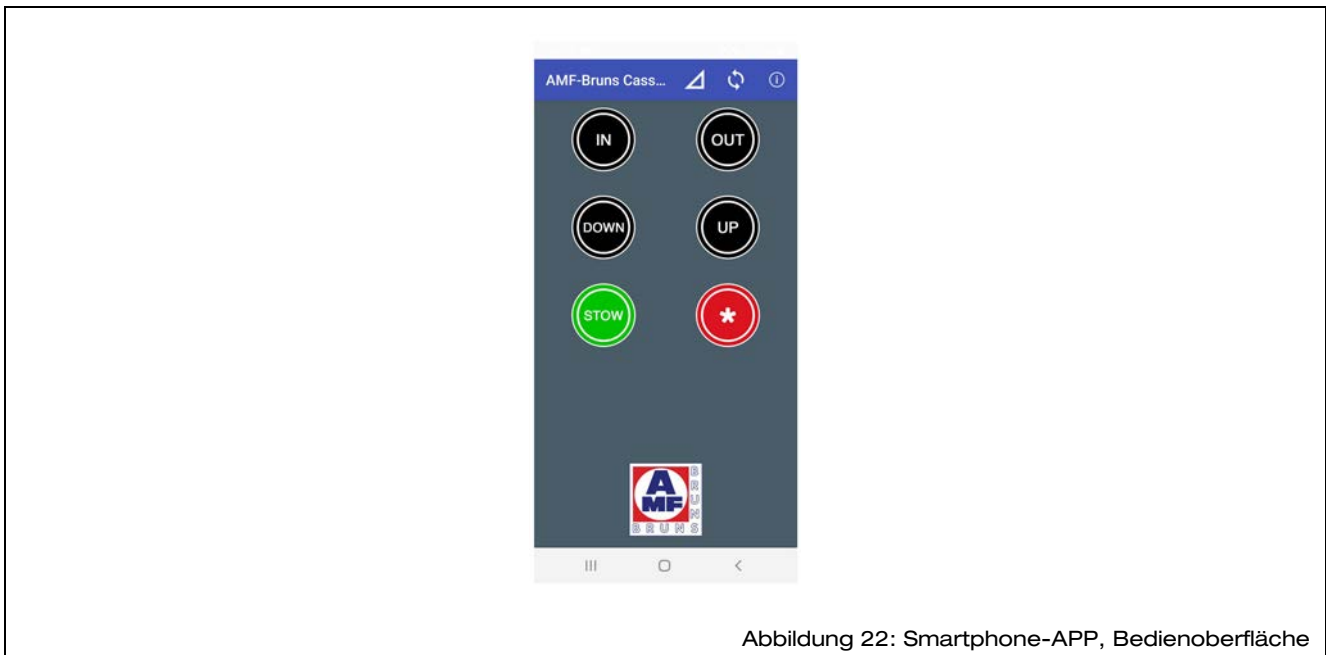 AMF-Bruns Cass...
IN
OUT
DOWN
UP
STOW
*
AMF
BRUNS
BRUNS
Abbildung 22: Smartphone-APP, Bedienoberfläche